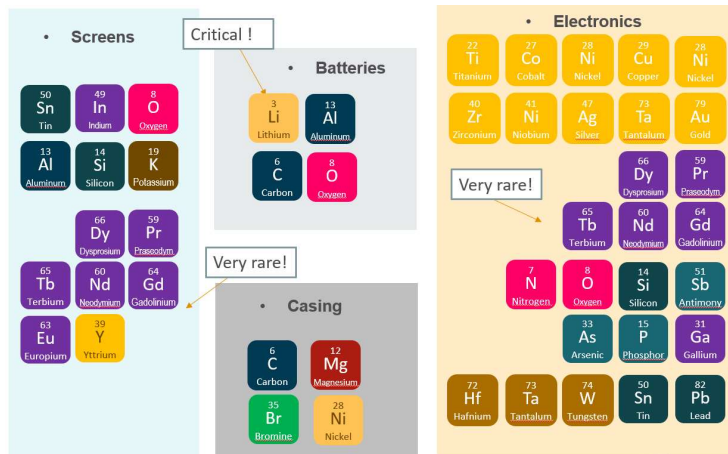 • Screens
50
Sn
Tin
49
In
Indium
8
O
Oxygen
13
Al
Aluminum
14
Si
Silicon
19
K
Potassium
66
Dy
Dysprosium
59
Pr
Praseodym
65
Tb
Terbium
60
Nd
Neodymium
64
Gd
Gadolinium
63
Eu
Europium
39
Y
Yttrium
Critical !
• Batteries
3
Li
Lithium
13
Al
Aluminum
6
C
Carbon
8
O
Oxygen
Very rare!
• Casing
6
C
Carbon
12
Mg
Magnesium
35
Br
Bromine
28
Ni
Nickel
• Electronics
22
Ti
Titanium
27
Co
Cobalt
28
Ni
Nickel
29
Cu
Copper
28
Ni
Nickel
40
Zr
Zirconium
41
Ni
Niobium
47
Ag
Silver
73
Ta
Tantalum
79
Au
Gold
66
Dy
Dysprosium
59
Pr
Praseodym
Very rare!
65
Tb
Terbium
60
Nd
Neodymium
64
Gd
Gadolinium
7
N
Nitrogen
8
O
Oxygen
14
Si
Silicon
51
Sb
Antimony
33
As
Arsenic
15
P
Phosphor
31
Ga
Gallium
72
Hf
Hafnium
73
Ta
Tantalum
74
W
Tungsten
50
Sn
Tin
82
Pb
Lead